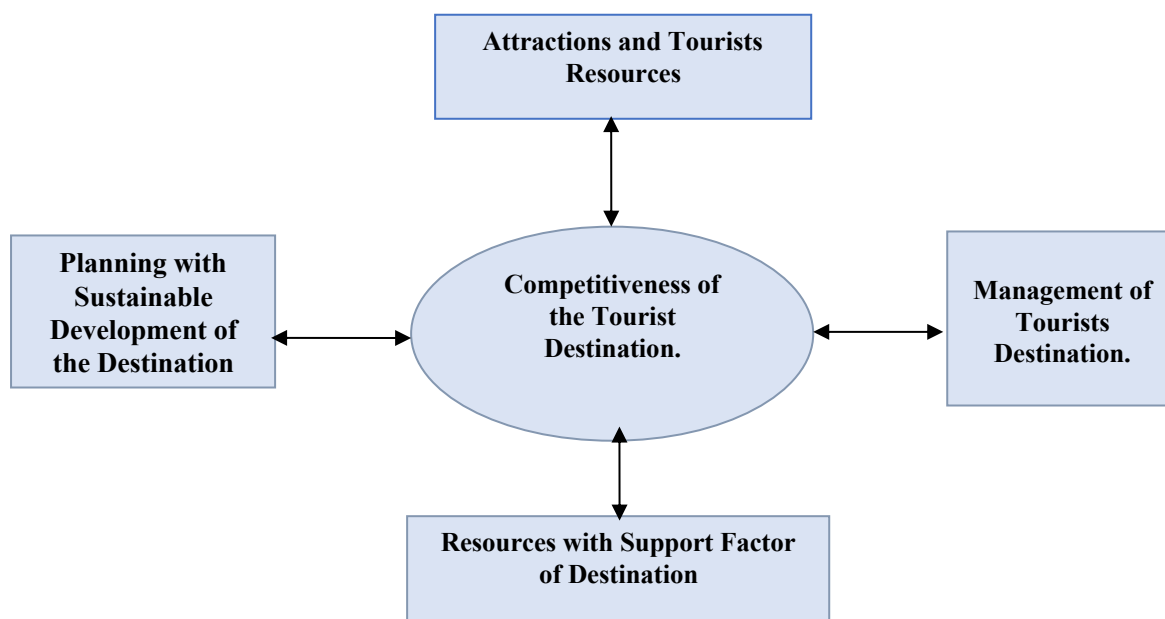 Attractions and Tourists
Resources
Planning with
Sustainable
Development of
the Destination
Competitiveness of
the Tourist
Destination.
Management of
Tourists
Destination.
Resources with Support Factor
of Destination